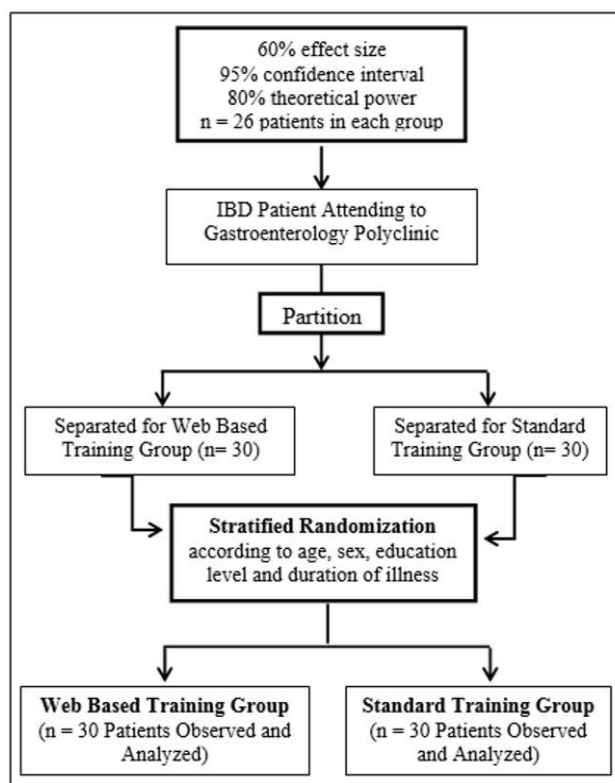 60% effect size
95% confidence interval
80% theoretical power
n = 26 patients in each group
IBD Patient Attending to
Gastroenterology Polyclinic
Partition
Separated for Web Based
Training Group (n= 30)
Separated for Standard
Training Group (n= 30)
Stratified Randomization
according to age, sex, education
level and duration of illness
Web Based Training Group
(n = 30 Patients Observed and
Analyzed)
Standard Training Group
(n = 30 Patients Observed
and Analyzed)